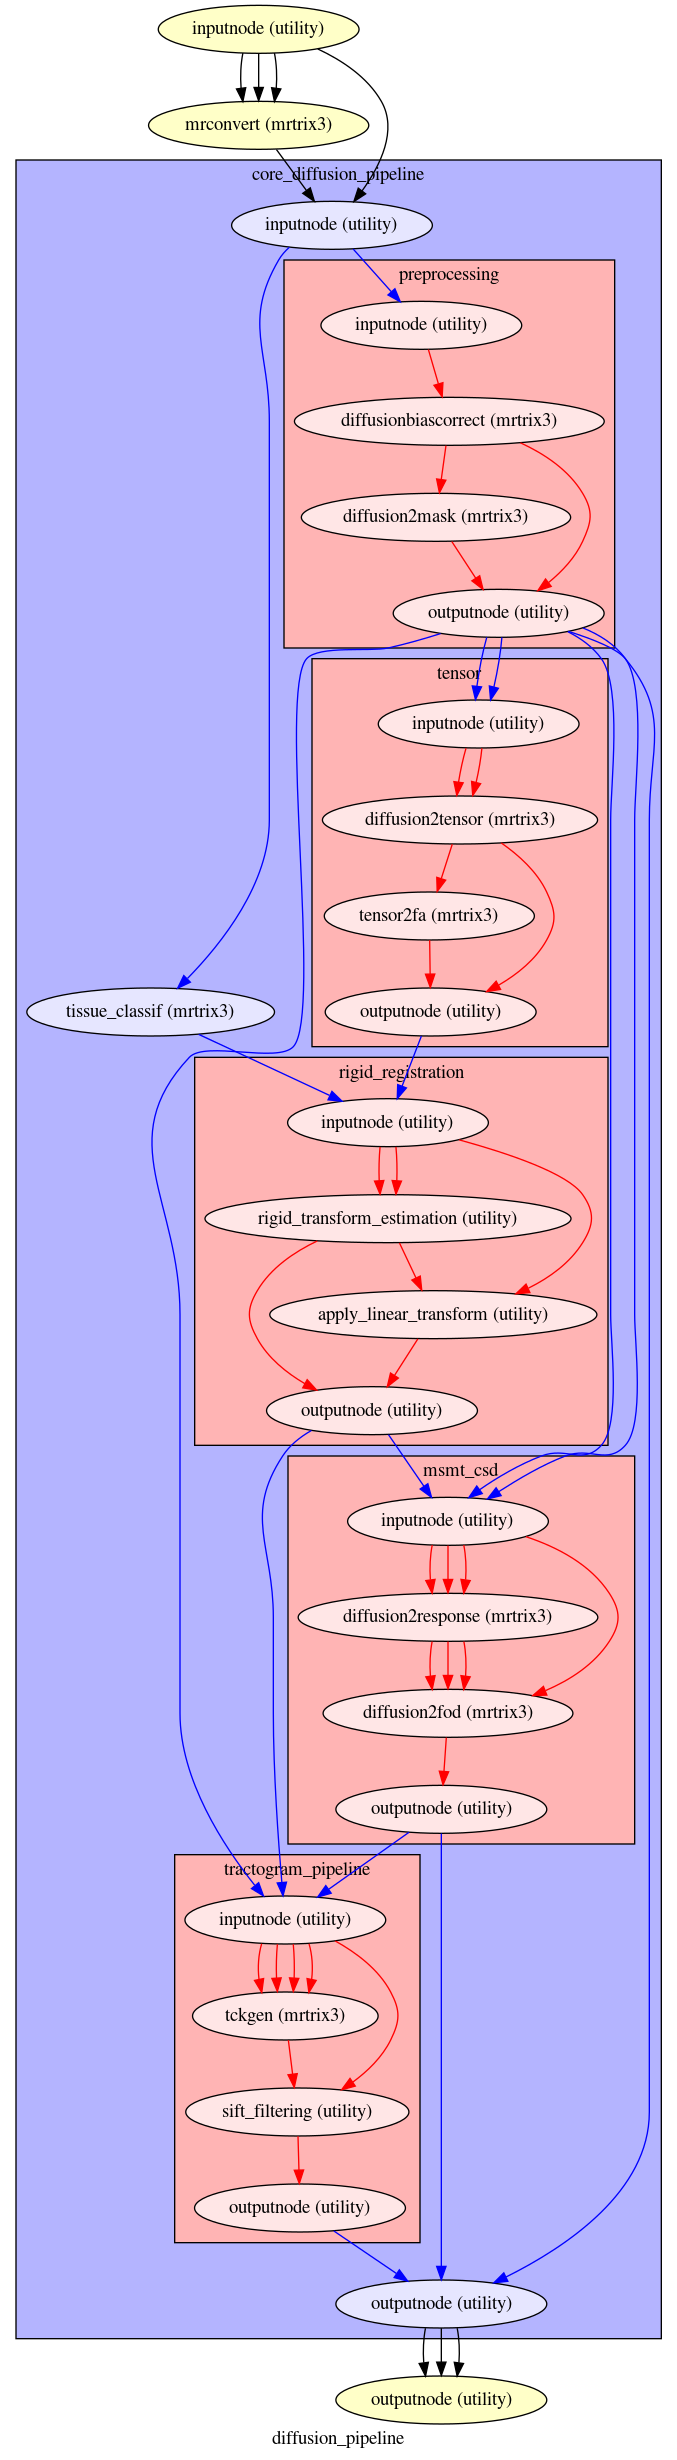 inputnode (utility)
mrconvert (mrtrix3)
core_diffusion_pipeline
inputnode (utility)
preprocessing
inputnode (utility)
diffusionbiascorrect (mrtrix3)
diffusion2mask (mrtrix3)
outputnode (utility)
tensor
inputnode (utility)
diffusion2tensor (mrtrix3)
tensor2fa (mrtrix3)
tissue_classif (mrtrix3)
outputnode (utility)
rigid_registration
inputnode (utility)
rigid_transform_estimation (utility)
apply_linear_transform (utility)
outputnode (utility)
msmt_csd
inputnode (utility)
diffusion2response (mrtrix3)
diffusion2fod (mrtrix3)
outputnode (utility)
tractogram_pipeline
inputnode (utility)
tckgen (mrtrix3)
sift_filtering (utility)
outputnode (utility)
outputnode (utility)
outputnode (utility)
diffusion_pipeline